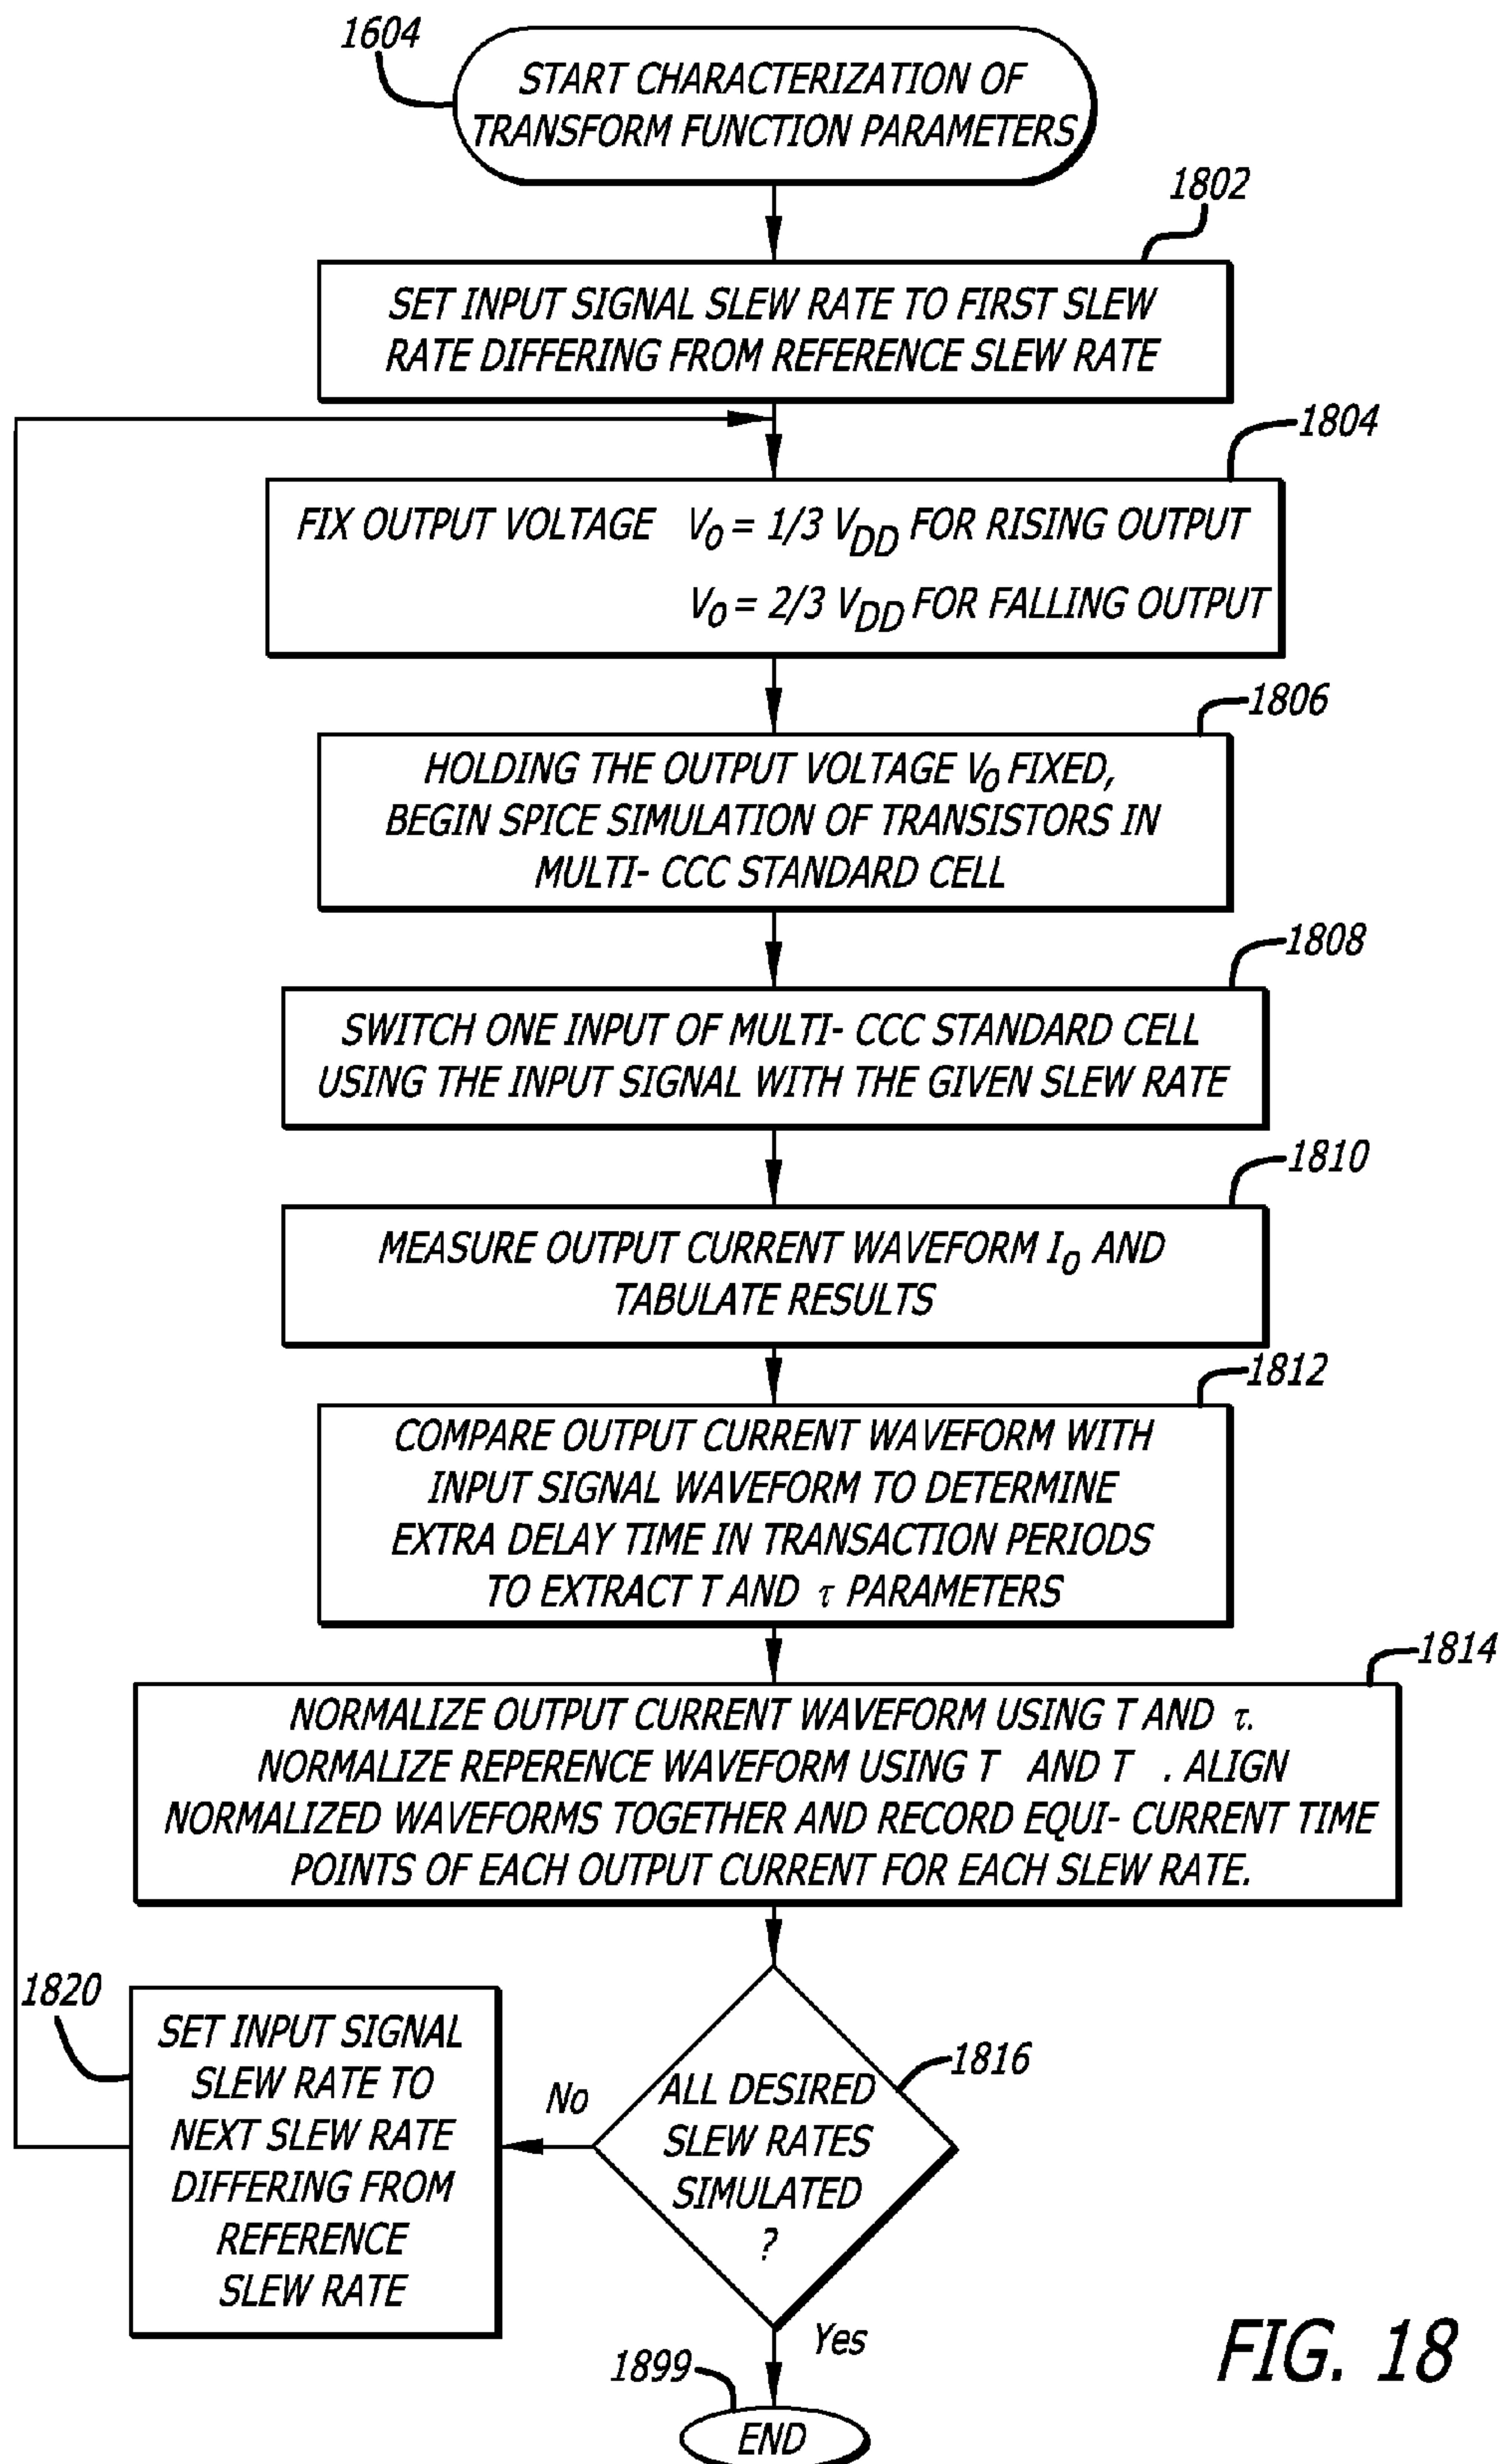 1604
START CHARACTERIZATION OF
TRANSFORM FUNCTION PARAMETERS
1802
SET INPUT SIGNAL SLEW RATE TO FIRST SLEW
RATE DIFFERING FROM REFERENCE SLEW RATE
1804
FIX OUTPUT VOLTAGE V_O = 1/3 V_DD FOR RISING OUTPUT
V_O = 2/3 V_DD FOR FALLING OUTPUT
1806
HOLDING THE OUTPUT VOLTAGE V_O FIXED,
BEGIN SPICE SIMULATION OF TRANSISTORS IN
MULTI- CCC STANDARD CELL
1808
SWITCH ONE INPUT OF MULTI- CCC STANDARD CELL
USING THE INPUT SIGNAL WITH THE GIVEN SLEW RATE
1810
MEASURE OUTPUT CURRENT WAVEFORM I_O AND
TABULATE RESULTS
1812
COMPARE OUTPUT CURRENT WAVEFORM WITH
INPUT SIGNAL WAVEFORM TO DETERMINE
EXTRA DELAY TIME IN TRANSACTION PERIODS
TO EXTRACT T AND τ PARAMETERS
1814
NORMALIZE OUTPUT CURRENT WAVEFORM USING T AND τ.
NORMALIZE REPERENCE WAVEFORM USING T AND T . ALIGN
NORMALIZED WAVEFORMS TOGETHER AND RECORD EQUI- CURRENT TIME
POINTS OF EACH OUTPUT CURRENT FOR EACH SLEW RATE.
1816
ALL DESIRED
SLEW RATES
SIMULATED
?
No
1820
SET INPUT SIGNAL
SLEW RATE TO
NEXT SLEW RATE
DIFFERING FROM
REFERENCE
SLEW RATE
Yes
1899
END
FIG. 18